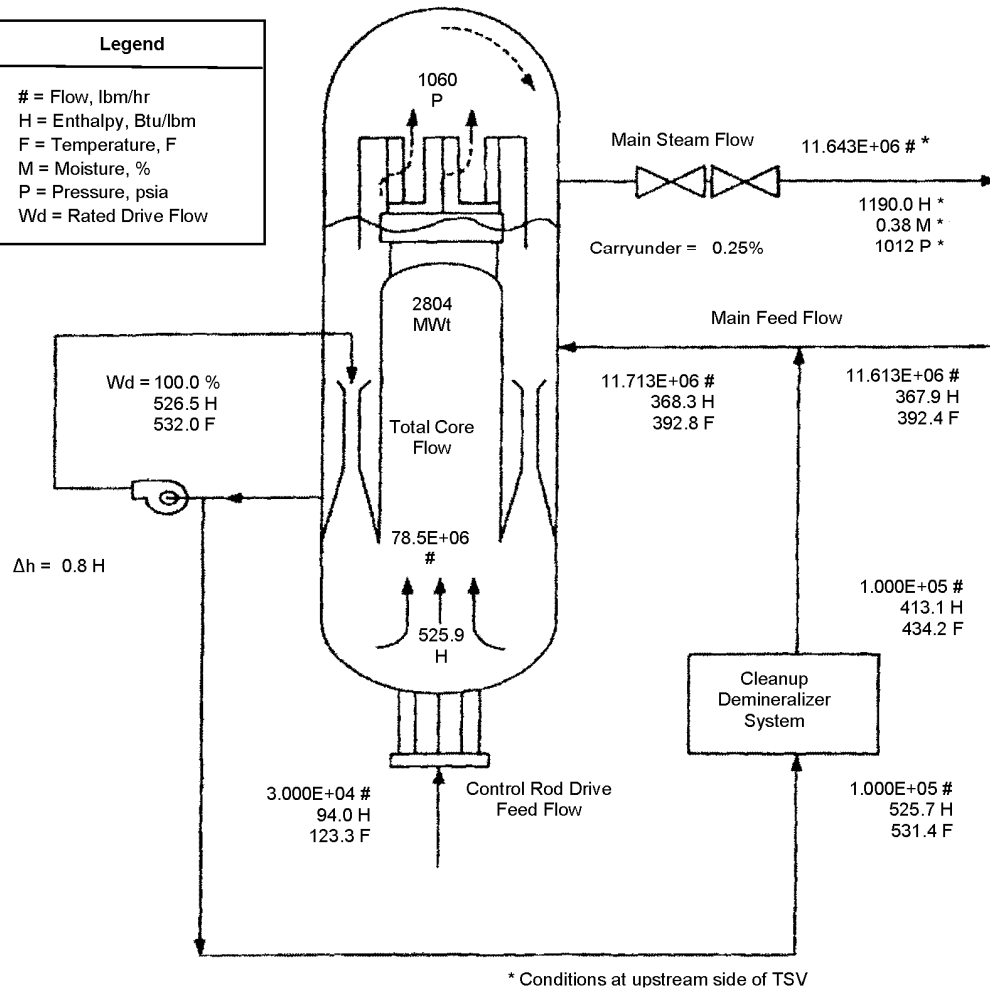 Legend
# = Flow, lbm/hr
H = Enthalpy, Btu/lbm
F = Temperature, F
M = Moisture, %
P = Pressure, psia
Wd = Rated Drive Flow
1060
P
Main Steam Flow
11.643E+06 # *
1190.0 H *
0.38 M *
1012 P *
Carryunder = 0.25%
2804
MWt
Main Feed Flow
Wd = 100.0 %
526.5 H
532.0 F
11.713E+06 #
368.3 H
392.8 F
11.613E+06 #
367.9 H
392.4 F
Total Core
Flow
78.5E+06
#
Δh = 0.8 H
1.000E+05 #
413.1 H
434.2 F
525.9
H
Cleanup
Demineralizer
System
3.000E+04 #
94.0 H
123.3 F
Control Rod Drive
Feed Flow
1.000E+05 #
525.7 H
531.4 F
* Conditions at upstream side of TSV